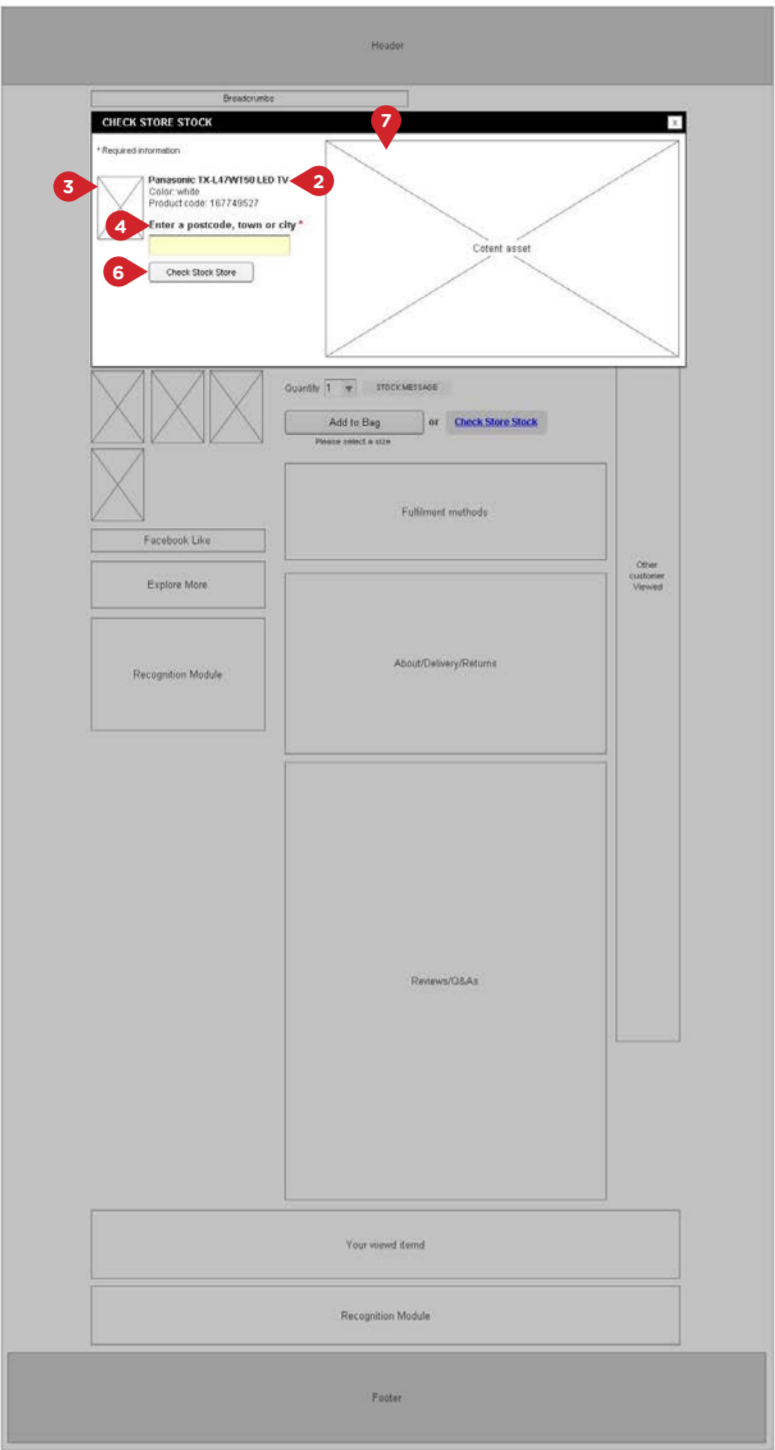 Header
Breadcrumbs
CHECK STORE STOCK
x
7
* Required information
3
Panasonic TX-L47WT50 LED TV
2
Color: white
Product code: 167749527
4
Enter a postcode, town or city *
6
Check Stock Store
Cotent asset
Quantity 1 STOCK MESSAGE
Add to Bag or Check Store Stock
Please select a size
Fulfilment methods
Facebook Like
Explore More
Other
customer
Viewed
About/Delivery/Returns
Recognition Module
Reviews/Q&As
Your viewd itemd
Recognition Module
Footer